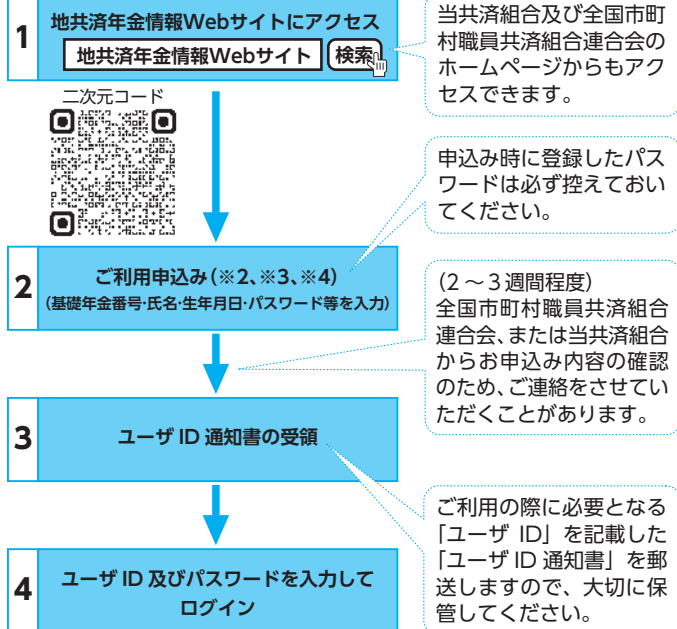 1
地共済年金情報Webサイトにアクセス
地共済年金情報Webサイト 検索
当共済組合及び全国市町
村職員共済組合連合会の
ホームページからもアク
セスできます。
二次元コード
申込み時に登録したパス
ワードは必ず控えておい
てください。
2
ご利用申込み(※2、※3、※4)
(基礎年金番号・氏名・生年月日・パスワード等を入力)
(2～3週間程度)
全国市町村職員共済組合
連合会、または当共済組合
からお申込み内容の確認
のため、ご連絡をさせてい
ただくことがあります。
3
ユーザ ID 通知書の受領
ご利用の際に必要となる
「ユーザ ID」を記載した
「ユーザ ID 通知書」を郵
送しますので、大切に保
管してください。
4
ユーザ ID 及びパスワードを入力して
ログイン